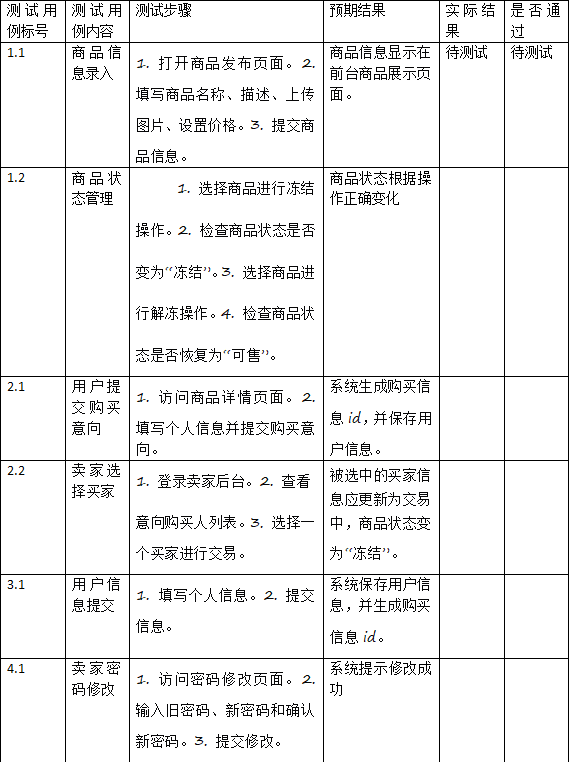 测试用例标号 测试用例内容 测试步骤 预期结果 实际结果 是否通过
1.1 商品信息录入 1. 打开商品发布页面。2. 填写商品名称、描述、上传图片、设置价格。3. 提交商品信息。 商品信息显示在前台商品展示页面。 待测试 待测试
1.2 商品状态管理 1. 选择商品进行冻结操作。2. 检查商品状态是否变为“冻结”。3. 选择商品进行解冻操作。4. 检查商品状态是否恢复为“可售”。 商品状态根据操作正确变化
2.1 用户提交购买意向 1. 访问商品详情页面。2. 填写个人信息并提交购买意向。 系统生成购买信息id,并保存用户信息。
2.2 卖家选择买家 1. 登录卖家后台。2. 查看意向购买人列表。3. 选择一个买家进行交易。 被选中的买家信息应更新为交易中，商品状态变为“冻结”。
3.1 用户信息提交 1. 填写个人信息。2. 提交信息。 系统保存用户信息，并生成购买信息id。
4.1 卖家密码修改 1. 访问密码修改页面。2. 输入旧密码、新密码和确认新密码。3. 提交修改。 系统提示修改成功